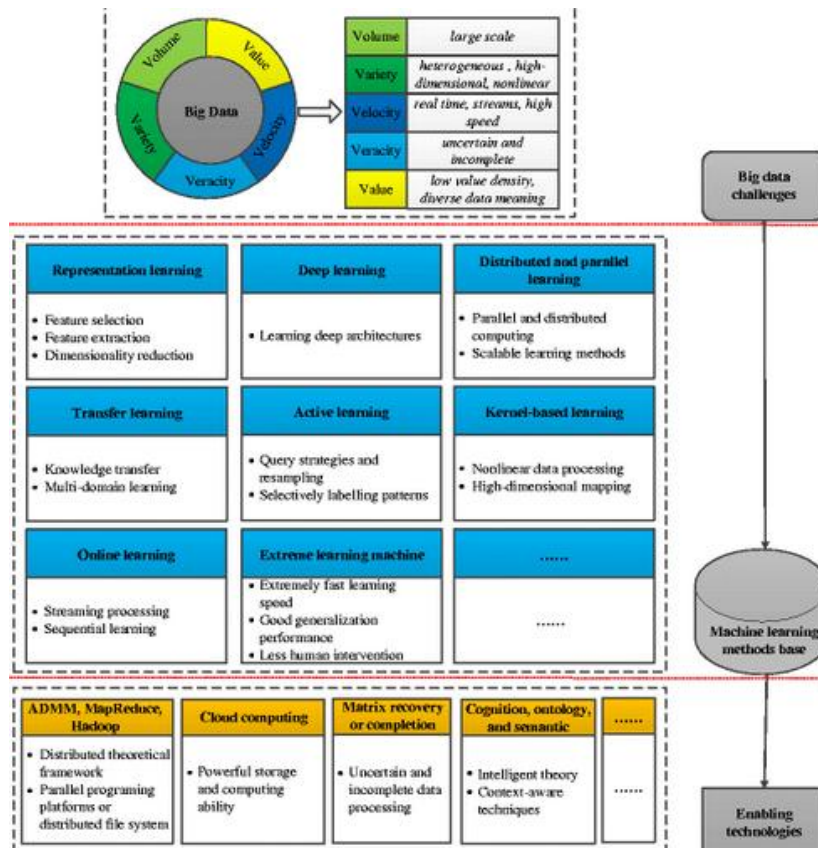 Volume
Value
Variety
Velocity
Veracity
Big Data
Volume
large scale
Variety
heterogeneous , high-
dimensional, nonlinear
Velocity
real time, streams, high
speed
Veracity
uncertain and
incomplete
Value
low value density,
diverse data meaning
Big data
challenges
Representation learning
• Feature selection
• Feature extraction
• Dimensionality reduction
Deep learning
• Learning deep architectures
Distributed and parallel
learning
• Parallel and distributed
computing
• Scalable learning methods
Transfer learning
• Knowledge transfer
• Multi-domain learning
Active learning
• Query strategies and
resampling
• Selectively labelling patterns
Kernel-based learning
• Nonlinear data processing
• High-dimensional mapping
Online learning
• Streaming processing
• Sequential learning
Extreme learning machine
• Extremely fast learning
speed
• Good generalization
performance
• Less human intervention
......
......
Machine learning
methods base
ADMM, MapReduce,
Hadoop
• Distributed theoretical
framework
• Parallel programing
platforms or
distributed file system
Cloud computing
• Powerful storage
and computing
ability
Matrix recovery
or completion
• Uncertain and
incomplete data
processing
Cognition, ontology,
and semantic
• Intelligent theory
• Context-aware
techniques
......
......
Enabling
technologies